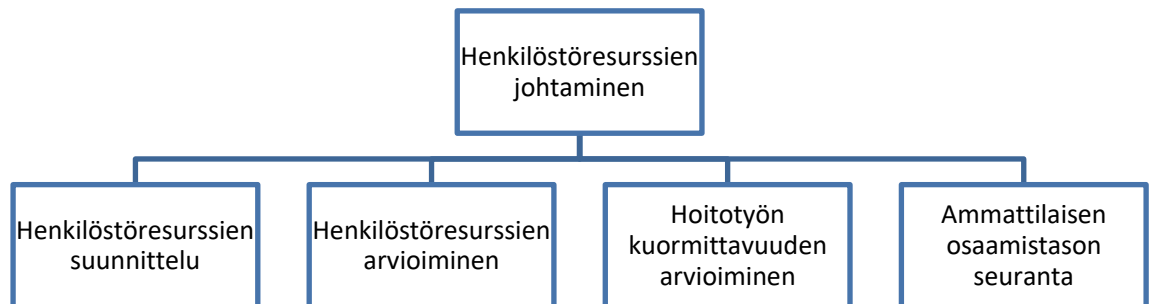 Henkilöstöresurssien
johtaminen
Henkilöstöresurssien
suunnittelu
Henkilöstöresurssien
arvioiminen
Hoitotyön
kuormittavuuden
arvioiminen
Ammattilaisen
osaamistason
seuranta